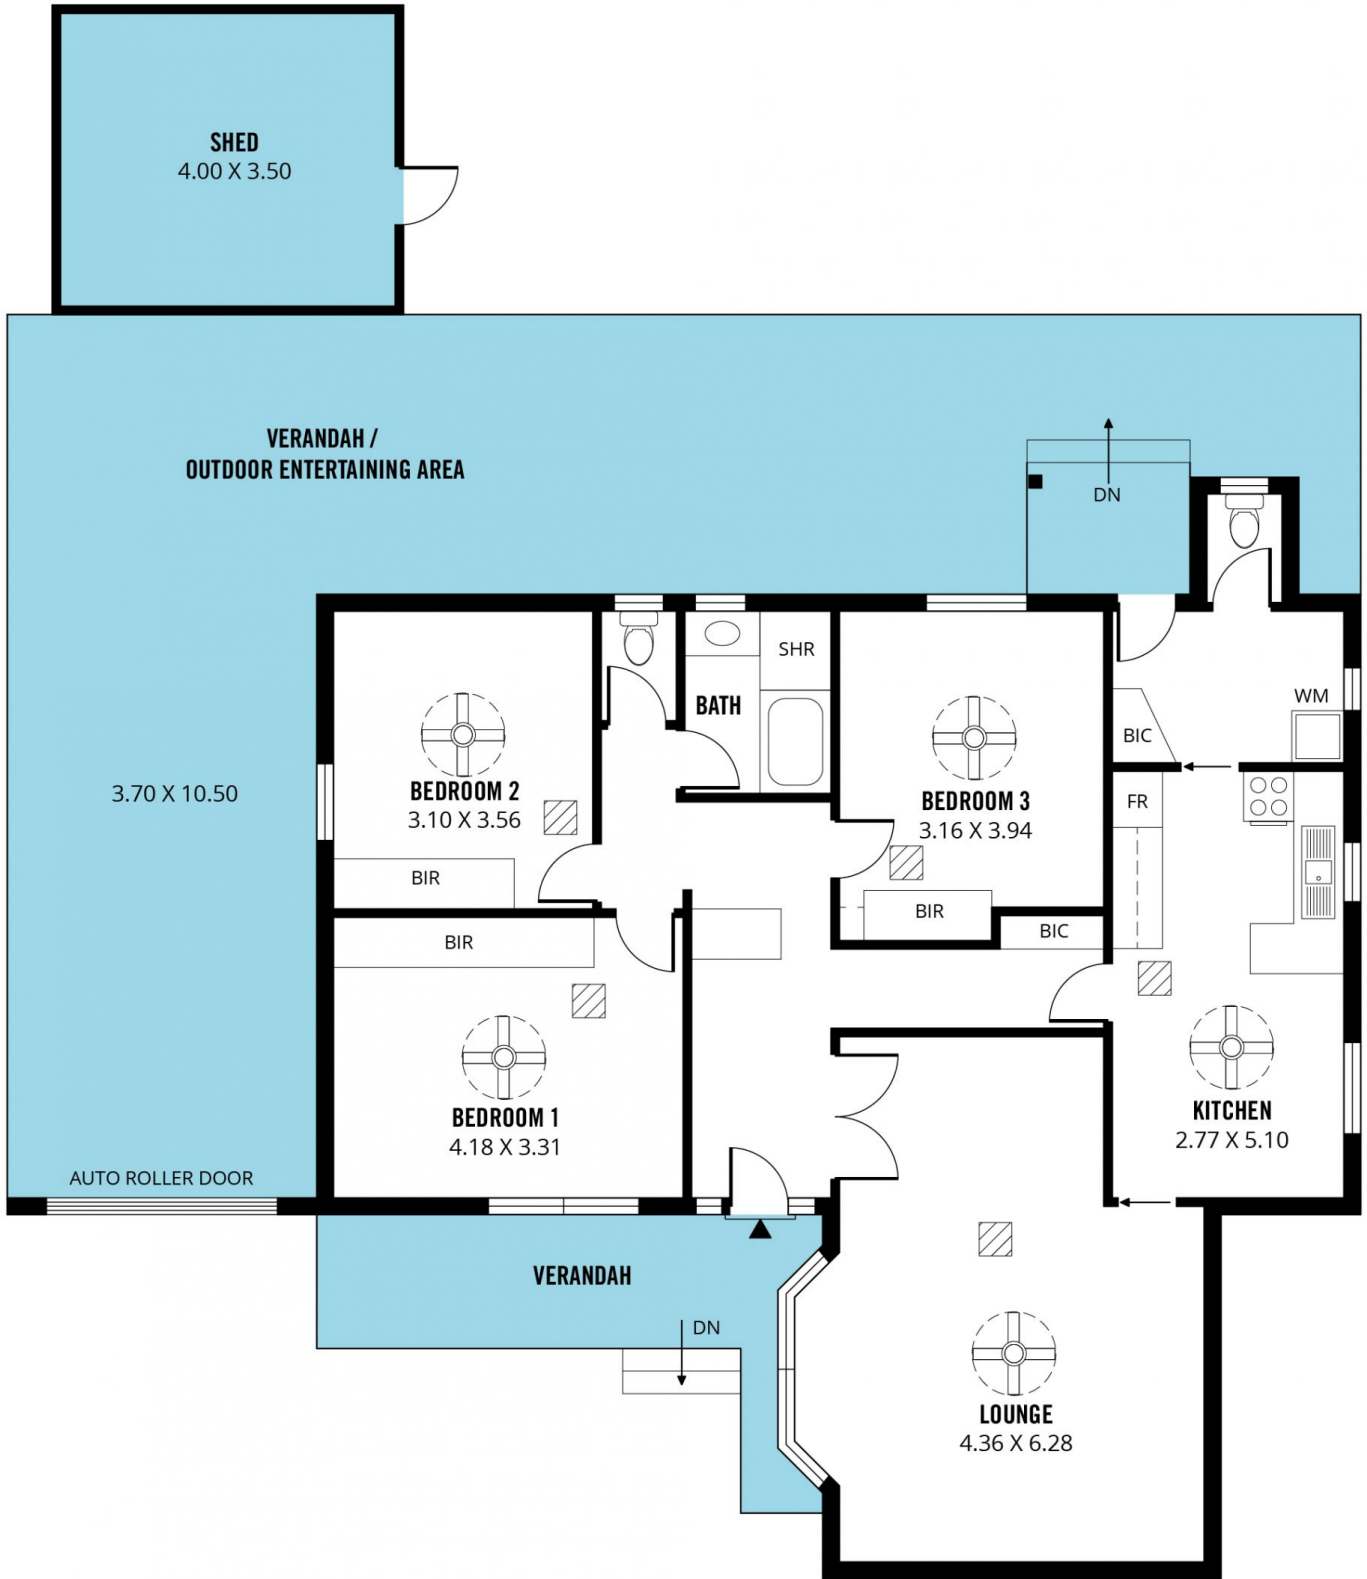 SHED
4.00 X 3.50
VERANDAH /
OUTDOOR ENTERTAINING AREA
DN
SHR
BATH
WM
BIC
3.70 X 10.50
BEDROOM 2
3.10 X 3.56
BEDROOM 3
3.16 X 3.94
FR
BIR
BIR
BIC
BIR
BEDROOM 1
4.18 X 3.31
KITCHEN
2.77 X 5.10
AUTO ROLLER DOOR
VERANDAH
DN
LOUNGE
4.36 X 6.28